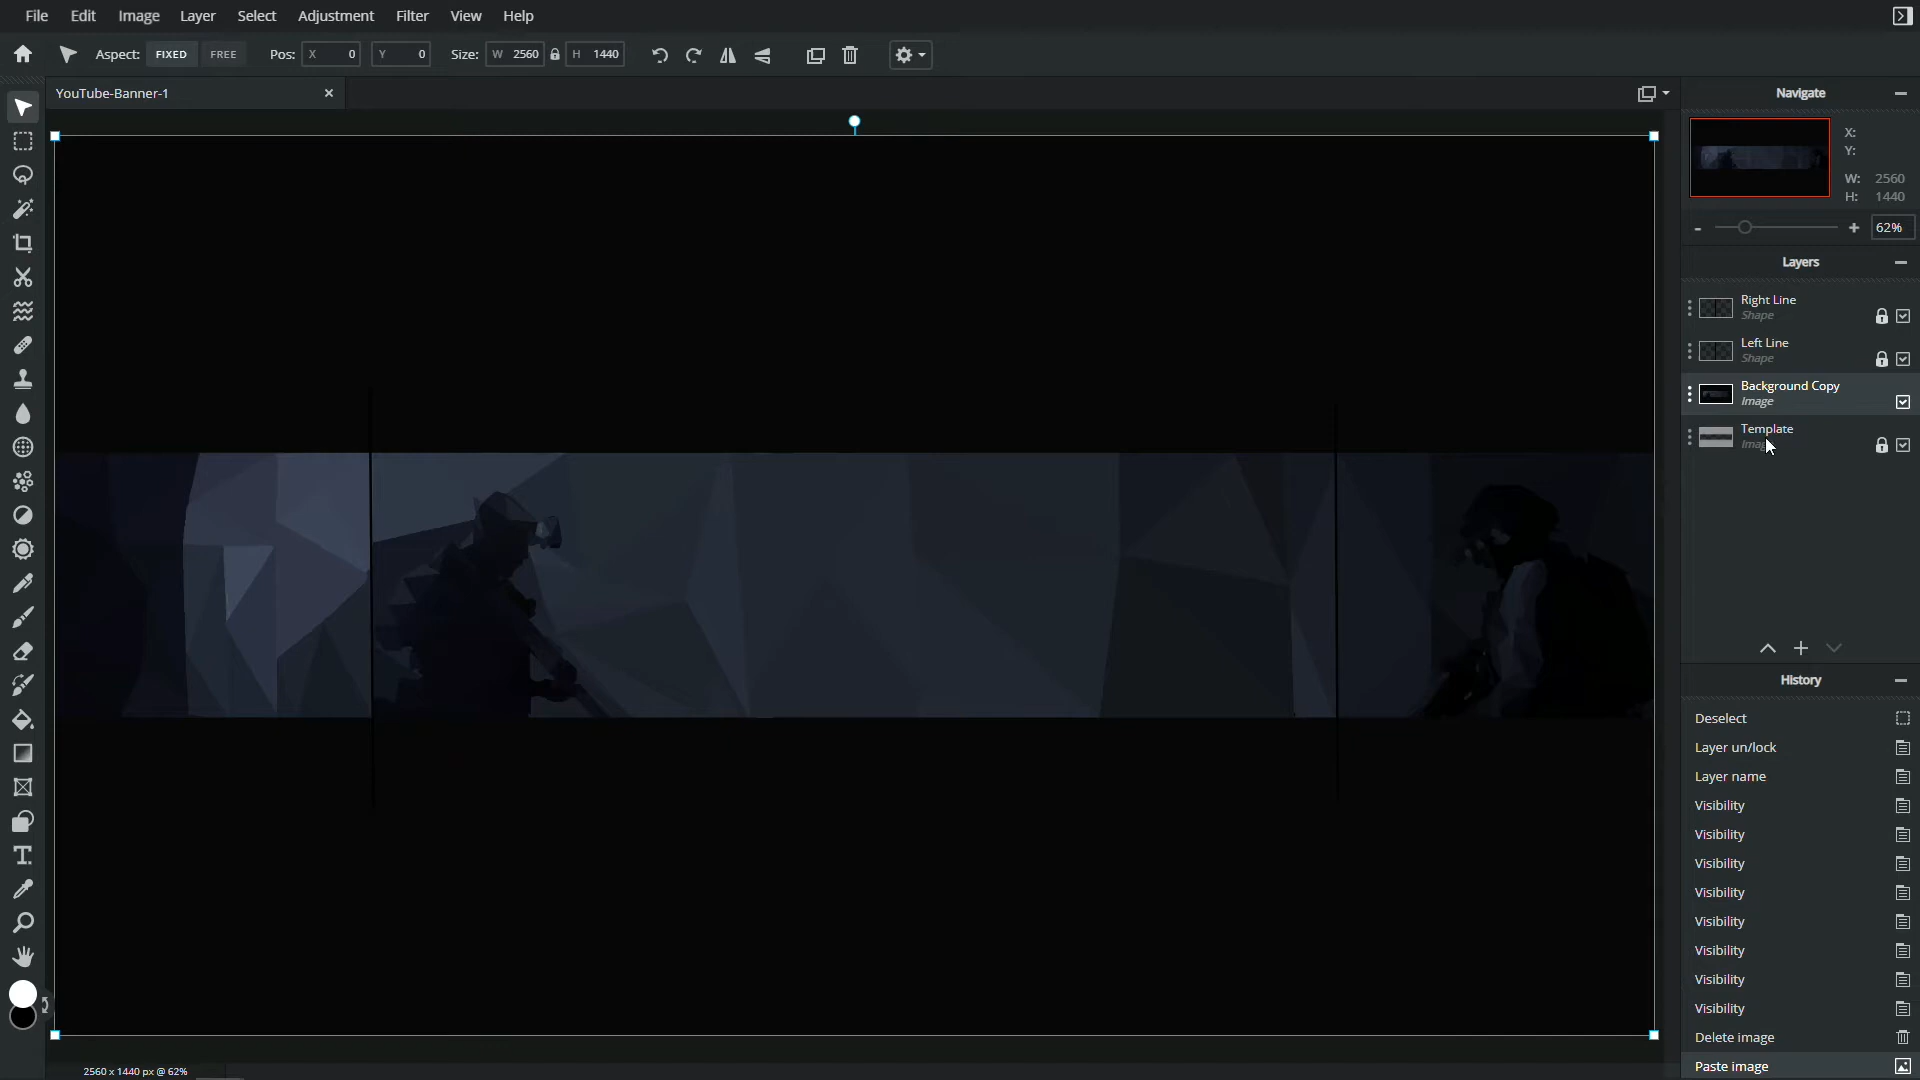 File Edit Image Layer Select Adjustment Filter View Help
Aspect: FIXED FREE Pos: X 0 Y 0 Size: W 2560 H 1440
YouTube-Banner-1
Navigate
X:
Y:
W: 2560
H: 1440
- + 62%
Layers
Right Line
Shape
Left Line
Shape
Background Copy
Image
Template
History
Deselect
Layer un/lock
Layer name
Visibility
Visibility
Visibility
Visibility
Visibility
Visibility
Visibility
Visibility
Delete image
Paste image
2560 x 1440 px @ 62%